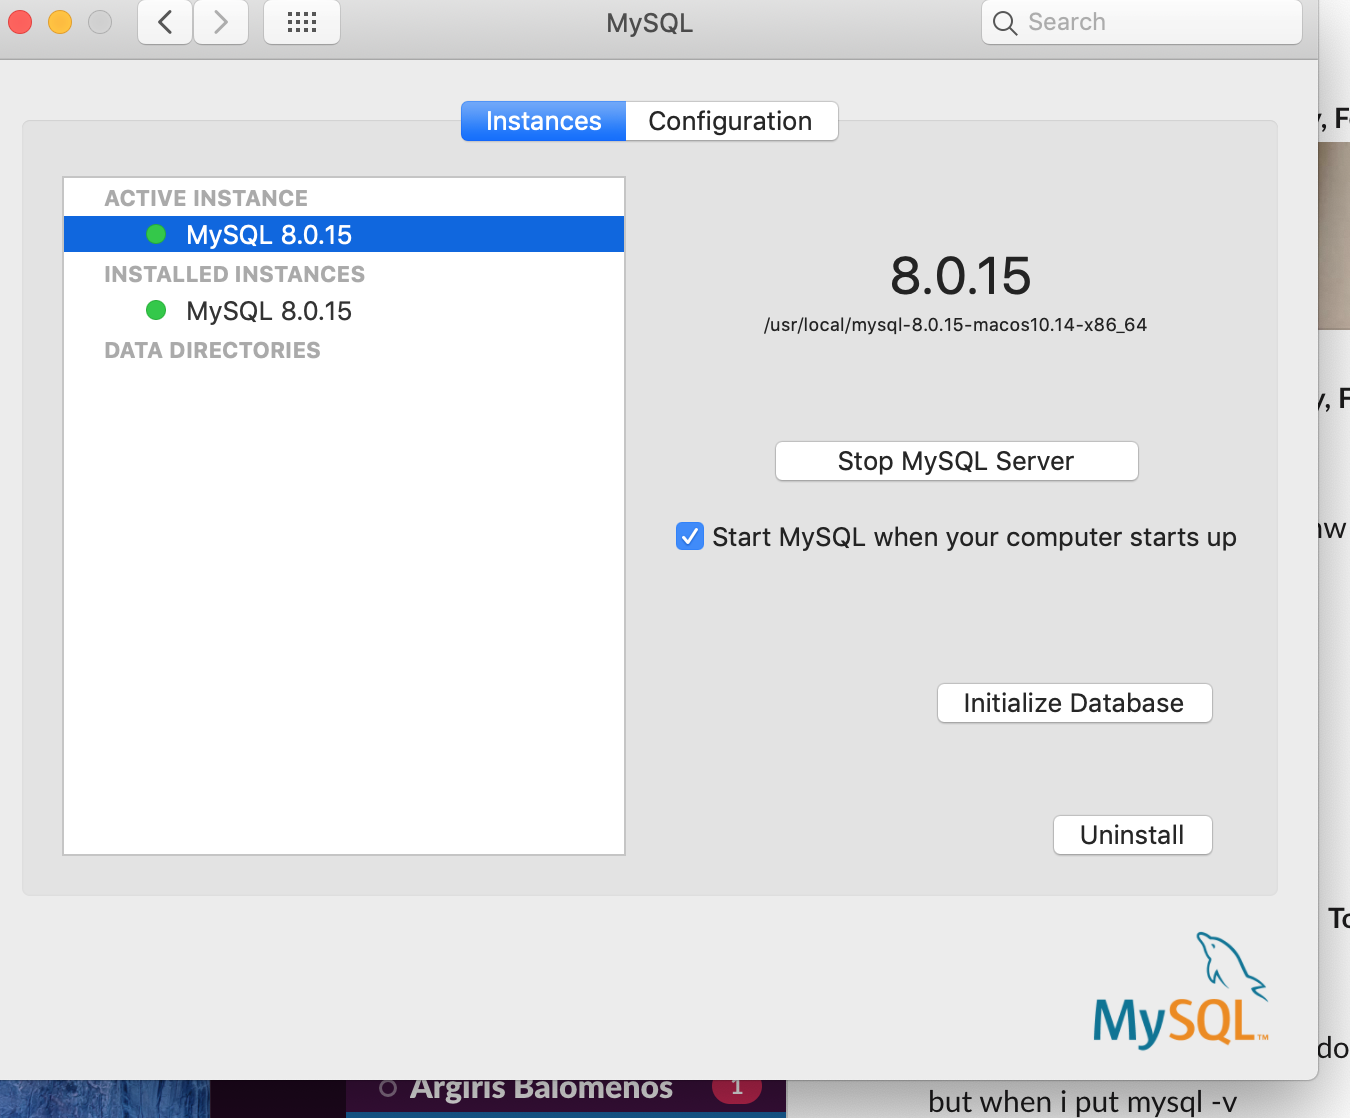 MySQL
Search
Instances
Configuration
ACTIVE INSTANCE
MySQL 8.0.15
INSTALLED INSTANCES
MySQL 8.0.15
DATA DIRECTORIES
8.0.15
/usr/local/mysql-8.0.15-macos10.14-x86_64
Stop MySQL Server
Start MySQL when your computer starts up
Initialize Database
Uninstall
MySQL™
Argiris Balomenos
1
but when i put mysql -v